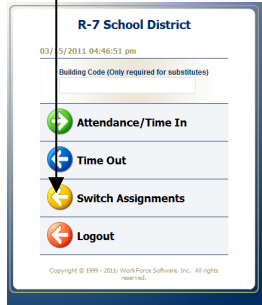 R-7 School District
03/15/2011 04:46:51 pm
Building Code (Only required for substitutes)
Attendance/Time In
Time Out
Switch Assignments
Logout
Copyright © 1999 - 2011: WorkForce Software, Inc. All rights
reserved.